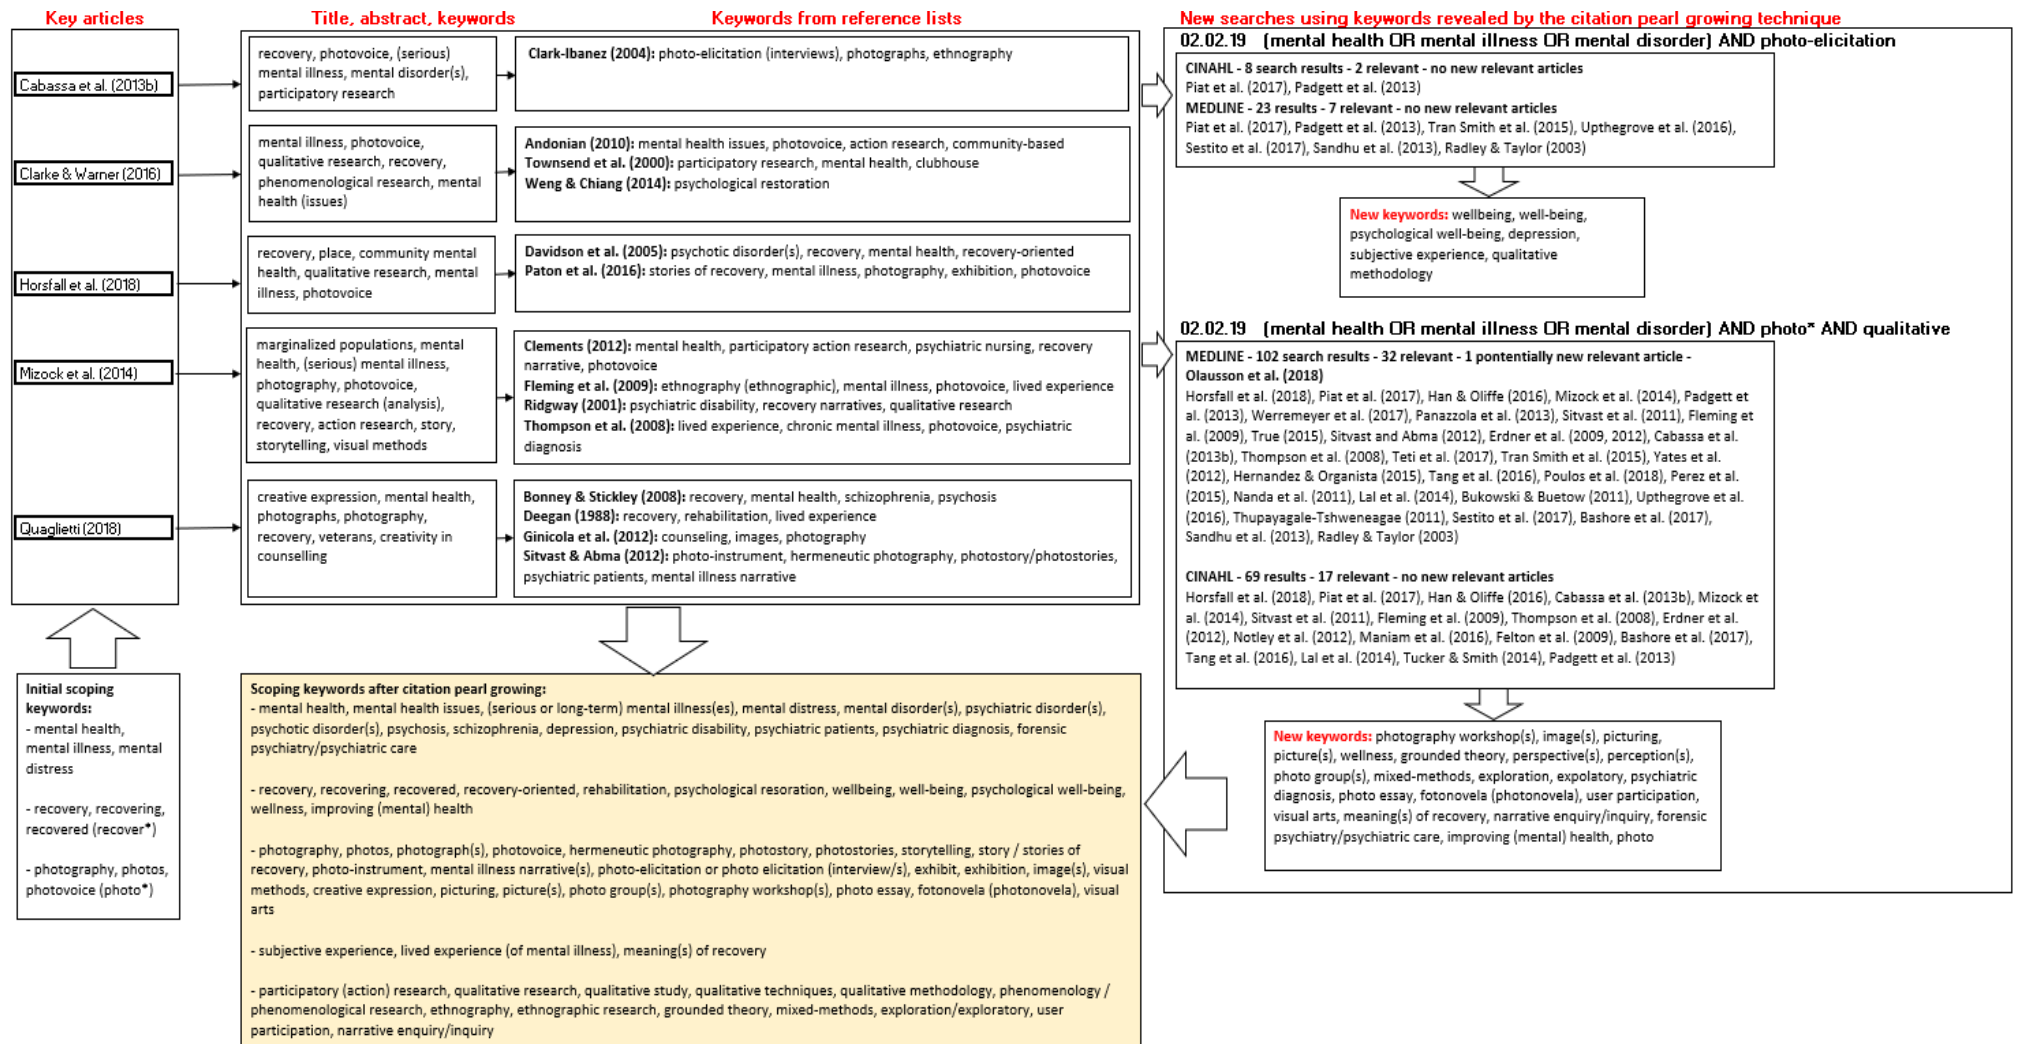 Key articles
Title, abstract, keywords
Keywords from reference lists
New searches using keywords revealed by the citation pearl growing technique
Cabassa et al. (2013b)
Clarke & Warner (2016)
Horsfall et al. (2018)
Mizock et al. (2014)
Quaglietti (2018)
recovery, photovoice, (serious)
mental illness, mental disorder(s),
participatory research
Clark-Ibanez (2004): photo-elicitation (interviews), photographs, ethnography
mental illness, photovoice,
qualitative research, recovery,
phenomenological research, mental
health (issues)
Andonian (2010): mental health issues, photovoice, action research, community-based
Townsend et al. (2000): participatory research, mental health, clubhouse
Weng & Chiang (2014): psychological restoration
recovery, place, community mental
health, qualitative research, mental
illness, photovoice
Davidson et al. (2005): psychotic disorder(s), recovery, mental health, recovery-oriented
Paton et al. (2016): stories of recovery, mental illness, photography, exhibition, photovoice
marginalized populations, mental
health, (serious) mental illness,
photography, photovoice,
qualitative research (analysis),
recovery, action research, story,
storytelling, visual methods
Clements (2012): mental health, participatory action research, psychiatric nursing, recovery
narrative, photovoice
Fleming et al. (2009): ethnography (ethnographic), mental illness, photovoice, lived experience
Ridgway (2001): psychiatric disability, recovery narratives, qualitative research
Thompson et al. (2008): lived experience, chronic mental illness, photovoice, psychiatric
diagnosis
creative expression, mental health,
photographs, photography,
recovery, veterans, creativity in
counselling
Bonney & Stickley (2008): recovery, mental health, schizophrenia, psychosis
Deegan (1988): recovery, rehabilitation, lived experience
Ginicola et al. (2012): counseling, images, photography
Sitvast & Abma (2012): photo-instrument, hermeneutic photography, photostory/photostories,
psychiatric patients, mental illness narrative
02.02.19 (mental health OR mental illness OR mental disorder) AND photo-elicitation
CINAHL - 8 search results - 2 relevant - no new relevant articles
Piat et al. (2017), Padgett et al. (2013)
MEDLINE - 23 results - 7 relevant - no new relevant articles
Piat et al. (2017), Padgett et al. (2013), Tran Smith et al. (2015), Upthegrove et al. (2016),
Sestito et al. (2017), Sandhu et al. (2013), Radley & Taylor (2003)
New keywords: wellbeing, well-being,
psychological well-being, depression,
subjective experience, qualitative
methodology
02.02.19 (mental health OR mental illness OR mental disorder) AND photo* AND qualitative
MEDLINE - 102 search results - 32 relevant - 1 pontentially new relevant article -
Olausson et al. (2018)
Horsfall et al. (2018), Piat et al. (2017), Han & Oliffe (2016), Mizock et al. (2014), Padgett et
al. (2013), Werremeyer et al. (2017), Panazzola et al. (2013), Sitvast et al. (2011), Fleming et
al. (2009), True (2015), Sitvast and Abma (2012), Erdner et al. (2009, 2012), Cabassa et al.
(2013b), Thompson et al. (2008), Teti et al. (2017), Tran Smith et al. (2015), Yates et al.
(2012), Hernandez & Organista (2015), Tang et al. (2016), Poulos et al. (2018), Perez et al.
(2015), Nanda et al. (2011), Lal et al. (2014), Bukowski & Buetow (2011), Upthegrove et al.
(2016), Thupayagale-Tshweneagae (2011), Sestito et al. (2017), Bashore et al. (2017),
Sandhu et al. (2013), Radley & Taylor (2003)
CINAHL - 69 results - 17 relevant - no new relevant articles
Horsfall et al. (2018), Piat et al. (2017), Han & Oliffe (2016), Cabassa et al. (2013b), Mizock et
al. (2014), Sitvast et al. (2011), Fleming et al. (2009), Thompson et al. (2008), Erdner et al.
(2012), Notley et al. (2012), Maniam et al. (2016), Felton et al. (2009), Bashore et al. (2017),
Tang et al. (2016), Lal et al. (2014), Tucker & Smith (2014), Padgett et al. (2013)
New keywords: photography workshop(s), image(s), picturing,
picture(s), wellness, grounded theory, perspective(s), perception(s),
photo group(s), mixed-methods, exploration, expolatory, psychiatric
diagnosis, photo essay, fotonovela (photonovela), user participation,
visual arts, meaning(s) of recovery, narrative enquiry/inquiry, forensic
psychiatry/psychiatric care, improving (mental) health, photo
Initial scoping
keywords:
- mental health,
mental illness, mental
distress
- recovery, recovering,
recovered (recover*)
- photography, photos,
photovoice (photo*)
Scoping keywords after citation pearl growing:
- mental health, mental health issues, (serious or long-term) mental illness(es), mental distress, mental disorder(s), psychiatric disorder(s),
psychotic disorder(s), psychosis, schizophrenia, depression, psychiatric disability, psychiatric patients, psychiatric diagnosis, forensic
psychiatry/psychiatric care
- recovery, recovering, recovered, recovery-oriented, rehabilitation, psychological resoration, wellbeing, well-being, psychological well-being,
wellness, improving (mental) health
- photography, photos, photograph(s), photovoice, hermeneutic photography, photostory, photostories, storytelling, story / stories of
recovery, photo-instrument, mental illness narrative(s), photo-elicitation or photo elicitation (interview/s), exhibit, exhibition, image(s), visual
methods, creative expression, picturing, picture(s), photo group(s), photography workshop(s), photo essay, fotonovela (photonovela), visual
arts
- subjective experience, lived experience (of mental illness), meaning(s) of recovery
- participatory (action) research, qualitative research, qualitative study, qualitative techniques, qualitative methodology, phenomenology /
phenomenological research, ethnography, ethnographic research, grounded theory, mixed-methods, exploration/exploratory, user
participation, narrative enquiry/inquiry